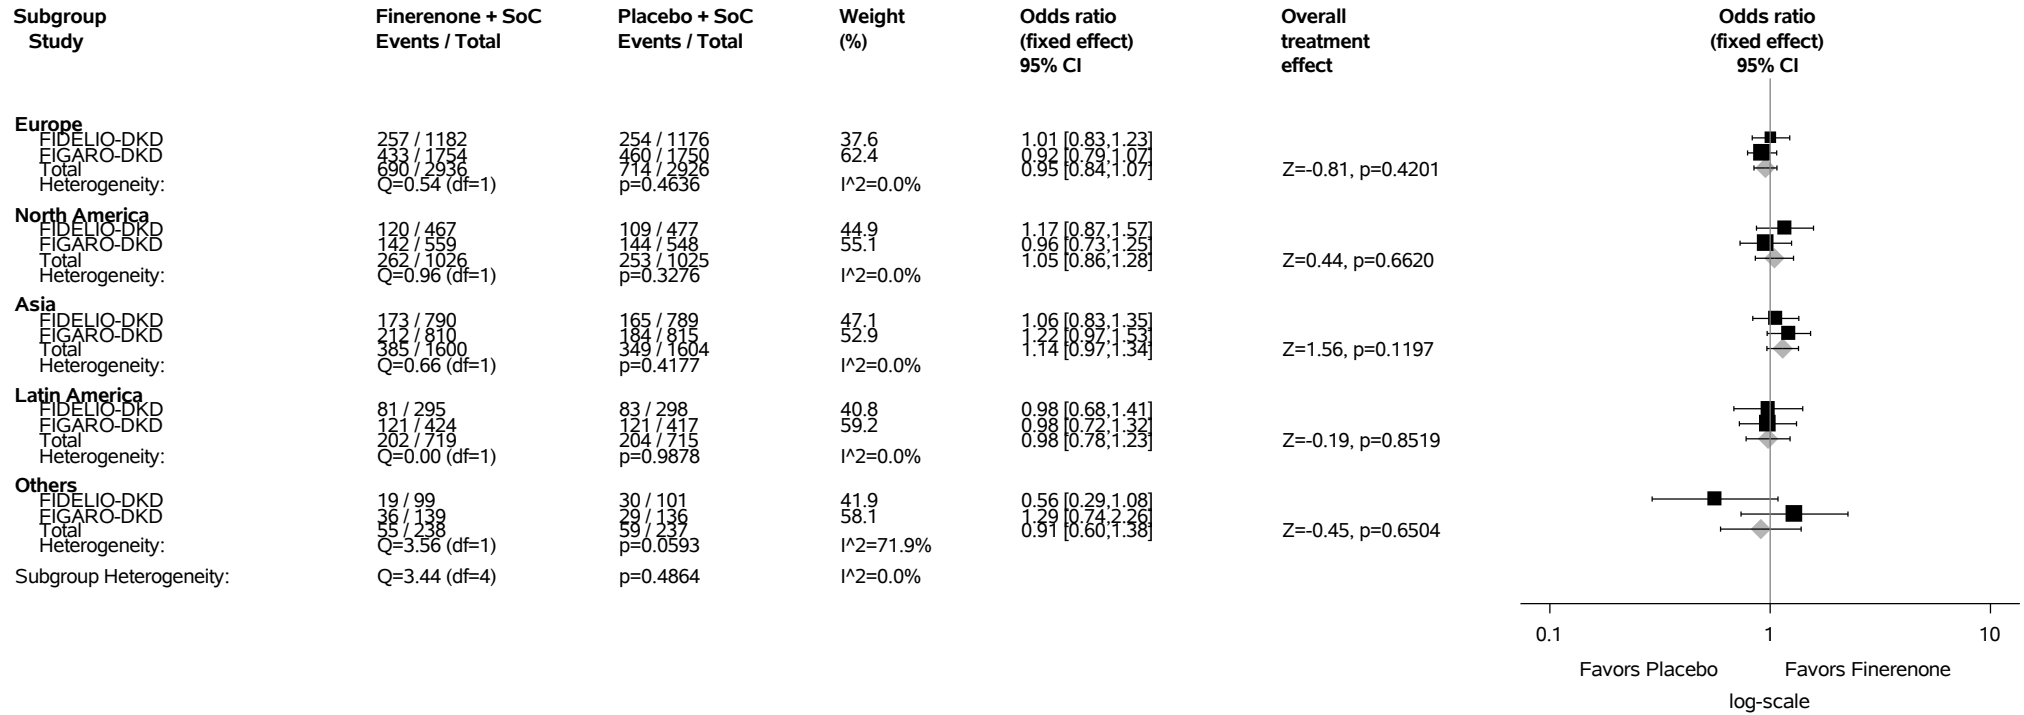 Subgroup Finerenone + SoC Placebo + SoC Weight Odds ratio Overall Odds ratio
Study Events / Total Events / Total (%) (fixed effect) treatment (fixed effect)
95% CI effect 95% CI
Europe
FIDELIO-DKD 257 / 1182 254 / 1176 37.6 1.01 [0.83,1.23]
FIGARO-DKD 433 / 1754 460 / 1750 62.4 0.92 [0.79,1.07]
Total 690 / 2936 714 / 2926 0.95 [0.84,1.07] Z=-0.81, p=0.4201
Heterogeneity: Q=0.54 (df=1) p=0.4636 I^2=0.0%
North America
FIDELIO-DKD 120 / 467 109 / 477 44.9 1.17 [0.87,1.57]
FIGARO-DKD 142 / 559 144 / 548 55.1 0.96 [0.73,1.25]
Total 262 / 1026 253 / 1025 1.05 [0.86,1.28] Z=0.44, p=0.6620
Heterogeneity: Q=0.96 (df=1) p=0.3276 I^2=0.0%
Asia
FIDELIO-DKD 173 / 790 165 / 789 47.1 1.06 [0.83,1.35]
FIGARO-DKD 212 / 810 184 / 815 52.9 1.22 [0.97,1.53]
Total 385 / 1600 349 / 1604 1.14 [0.97,1.34] Z=1.56, p=0.1197
Heterogeneity: Q=0.66 (df=1) p=0.4177 I^2=0.0%
Latin America
FIDELIO-DKD 81 / 295 83 / 298 40.8 0.98 [0.68,1.41]
FIGARO-DKD 121 / 424 121 / 417 59.2 0.98 [0.72,1.32]
Total 202 / 719 204 / 715 0.98 [0.78,1.23] Z=-0.19, p=0.8519
Heterogeneity: Q=0.00 (df=1) p=0.9878 I^2=0.0%
Others
FIDELIO-DKD 19 / 99 30 / 101 41.9 0.56 [0.29,1.08]
FIGARO-DKD 36 / 139 29 / 136 58.1 1.29 [0.74,2.26]
Total 55 / 238 59 / 237 0.91 [0.60,1.38] Z=-0.45, p=0.6504
Heterogeneity: Q=3.56 (df=1) p=0.0593 I^2=71.9%
Subgroup Heterogeneity: Q=3.44 (df=4) p=0.4864 I^2=0.0%
0.1 1 10
Favors Placebo Favors Finerenone
log-scale